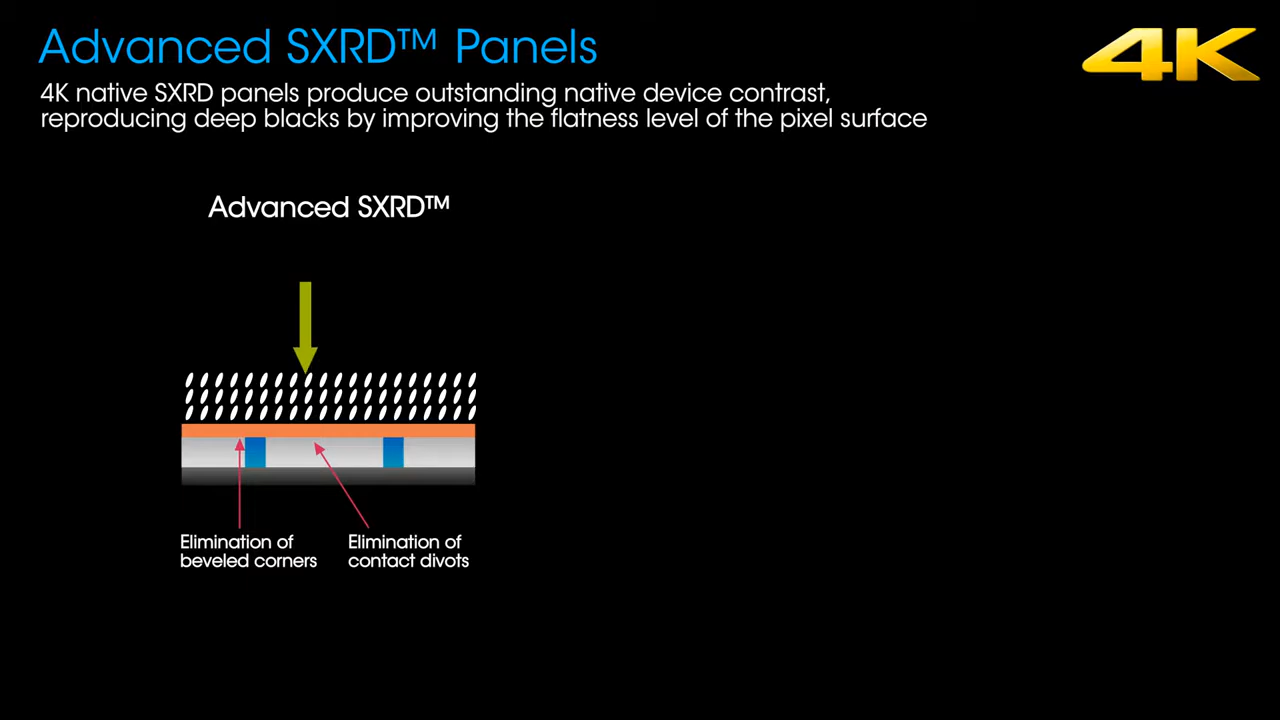 Advanced SXRD™ Panels
4K
4K native SXRD panels produce outstanding native device contrast,
reproducing deep blacks by improving the flatness level of the pixel surface
Advanced SXRD™
Elimination of
beveled corners
Elimination of
contact divots